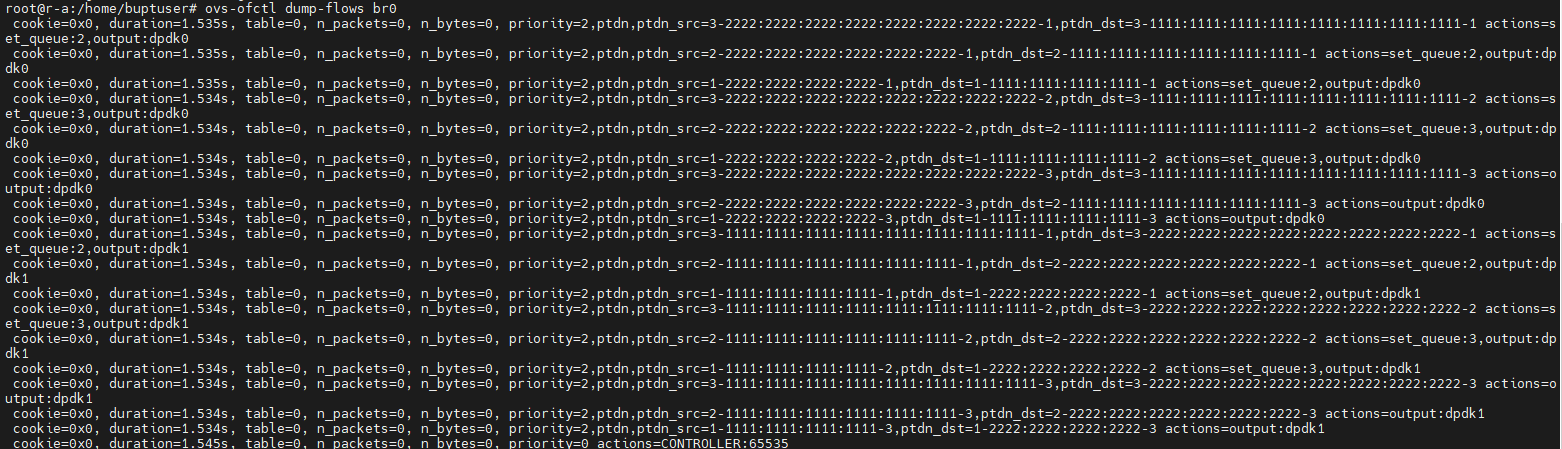 root@r-a:/home/buptuser# ovs-ofctl dump-flows br0
 cookie=0x0, duration=1.535s, table=0, n_packets=0, n_bytes=0, priority=2,ptdn,ptdn_src=3-2222:2222:2222:2222:2222:2222:2222:2222-1,ptdn_dst=3-1111:1111:1111:1111:1111:1111:1111:1111-1 actions=s
et_queue:2,output:dpdk0
 cookie=0x0, duration=1.535s, table=0, n_packets=0, n_bytes=0, priority=2,ptdn,ptdn_src=2-2222:2222:2222:2222:2222:2222-1,ptdn_dst=2-1111:1111:1111:1111:1111:1111-1 actions=set_queue:2,output:dp
dk0
 cookie=0x0, duration=1.535s, table=0, n_packets=0, n_bytes=0, priority=2,ptdn,ptdn_src=1-2222:2222:2222:2222-1,ptdn_dst=1-1111:1111:1111:1111-1 actions=set_queue:2,output:dpdk0
 cookie=0x0, duration=1.534s, table=0, n_packets=0, n_bytes=0, priority=2,ptdn,ptdn_src=3-2222:2222:2222:2222:2222:2222:2222:2222-2,ptdn_dst=3-1111:1111:1111:1111:1111:1111:1111:1111-2 actions=s
et_queue:3,output:dpdk0
 cookie=0x0, duration=1.534s, table=0, n_packets=0, n_bytes=0, priority=2,ptdn,ptdn_src=2-2222:2222:2222:2222:2222:2222-2,ptdn_dst=2-1111:1111:1111:1111:1111:1111-2 actions=set_queue:3,output:dp
dk0
 cookie=0x0, duration=1.534s, table=0, n_packets=0, n_bytes=0, priority=2,ptdn,ptdn_src=1-2222:2222:2222:2222-2,ptdn_dst=1-1111:1111:1111:1111-2 actions=set_queue:3,output:dpdk0
 cookie=0x0, duration=1.534s, table=0, n_packets=0, n_bytes=0, priority=2,ptdn,ptdn_src=3-2222:2222:2222:2222:2222:2222:2222:2222-3,ptdn_dst=3-1111:1111:1111:1111:1111:1111:1111:1111-3 actions=o
utput:dpdk0
 cookie=0x0, duration=1.534s, table=0, n_packets=0, n_bytes=0, priority=2,ptdn,ptdn_src=2-2222:2222:2222:2222:2222:2222-3,ptdn_dst=2-1111:1111:1111:1111:1111:1111-3 actions=output:dpdk0
 cookie=0x0, duration=1.534s, table=0, n_packets=0, n_bytes=0, priority=2,ptdn,ptdn_src=1-2222:2222:2222:2222-3,ptdn_dst=1-1111:1111:1111:1111-3 actions=output:dpdk0
 cookie=0x0, duration=1.534s, table=0, n_packets=0, n_bytes=0, priority=2,ptdn,ptdn_src=3-1111:1111:1111:1111:1111:1111:1111:1111-1,ptdn_dst=3-2222:2222:2222:2222:2222:2222:2222:2222-1 actions=s
et_queue:2,output:dpdk1
 cookie=0x0, duration=1.534s, table=0, n_packets=0, n_bytes=0, priority=2,ptdn,ptdn_src=2-1111:1111:1111:1111:1111:1111-1,ptdn_dst=2-2222:2222:2222:2222:2222:2222-1 actions=set_queue:2,output:dp
dk1
 cookie=0x0, duration=1.534s, table=0, n_packets=0, n_bytes=0, priority=2,ptdn,ptdn_src=1-1111:1111:1111:1111-1,ptdn_dst=1-2222:2222:2222:2222-1 actions=set_queue:2,output:dpdk1
 cookie=0x0, duration=1.534s, table=0, n_packets=0, n_bytes=0, priority=2,ptdn,ptdn_src=3-1111:1111:1111:1111:1111:1111:1111:1111-2,ptdn_dst=3-2222:2222:2222:2222:2222:2222:2222:2222-2 actions=s
et_queue:3,output:dpdk1
 cookie=0x0, duration=1.534s, table=0, n_packets=0, n_bytes=0, priority=2,ptdn,ptdn_src=2-1111:1111:1111:1111:1111:1111-2,ptdn_dst=2-2222:2222:2222:2222:2222:2222-2 actions=set_queue:3,output:dp
dk1
 cookie=0x0, duration=1.534s, table=0, n_packets=0, n_bytes=0, priority=2,ptdn,ptdn_src=1-1111:1111:1111:1111-2,ptdn_dst=1-2222:2222:2222:2222-2 actions=set_queue:3,output:dpdk1
 cookie=0x0, duration=1.534s, table=0, n_packets=0, n_bytes=0, priority=2,ptdn,ptdn_src=3-1111:1111:1111:1111:1111:1111:1111:1111-3,ptdn_dst=3-2222:2222:2222:2222:2222:2222:2222:2222-3 actions=o
utput:dpdk1
 cookie=0x0, duration=1.534s, table=0, n_packets=0, n_bytes=0, priority=2,ptdn,ptdn_src=2-1111:1111:1111:1111:1111:1111-3,ptdn_dst=2-2222:2222:2222:2222:2222:2222-3 actions=output:dpdk1
 cookie=0x0, duration=1.534s, table=0, n_packets=0, n_bytes=0, priority=2,ptdn,ptdn_src=1-1111:1111:1111:1111-3,ptdn_dst=1-2222:2222:2222:2222-3 actions=output:dpdk1
 cookie=0x0, duration=1.545s, table=0, n_packets=0, n_bytes=0, priority=0 actions=CONTROLLER:65535